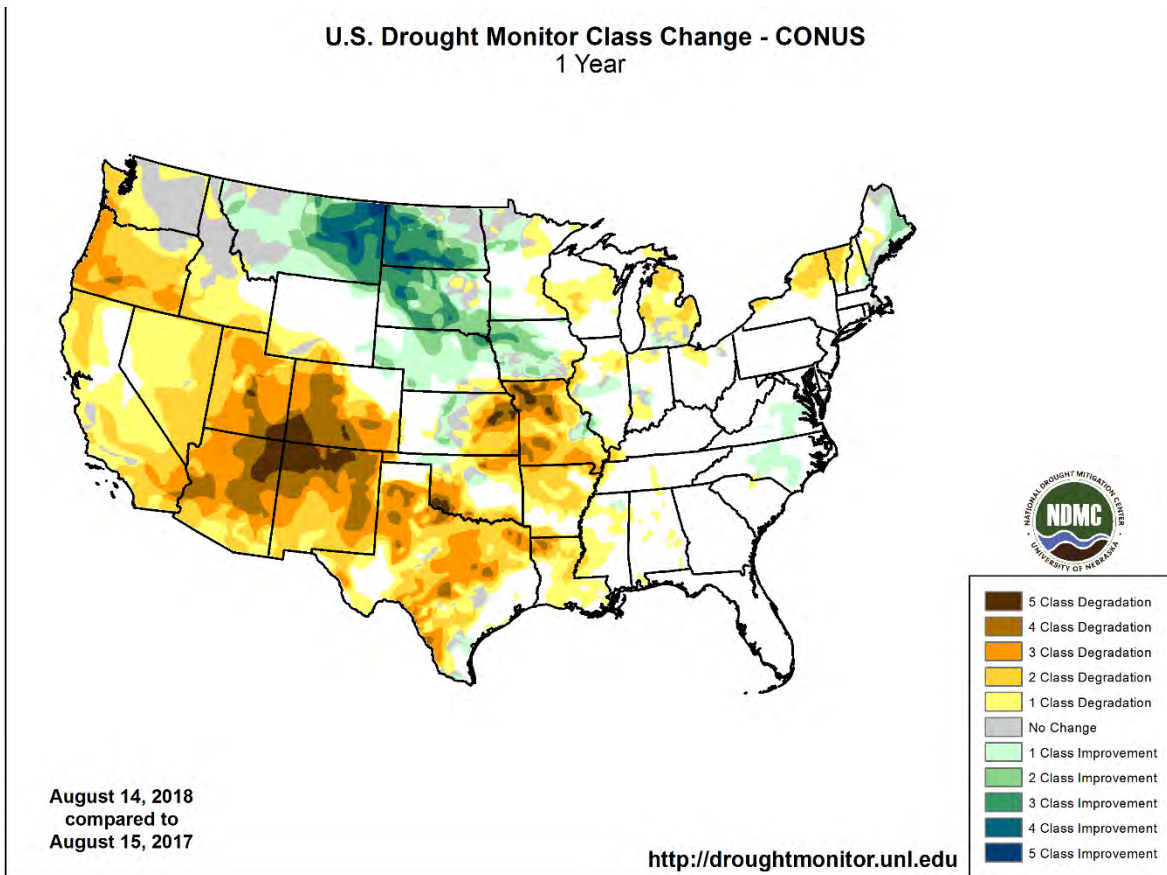 U.S. Drought Monitor Class Change - CONUS
1 Year
NATIONAL DROUGHT MITIGATION CENTER
NDMC
UNIVERSITY OF NEBRASKA
5 Class Degradation
4 Class Degradation
3 Class Degradation
2 Class Degradation
1 Class Degradation
No Change
1 Class Improvement
2 Class Improvement
3 Class Improvement
4 Class Improvement
5 Class Improvement
August 14, 2018
compared to
August 15, 2017
http://droughtmonitor.unl.edu